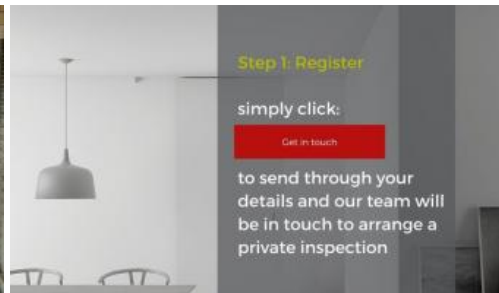 Step 1: Register
simply click:
Get in touch
to send through your
details and our team will
be in touch to arrange a
private inspection